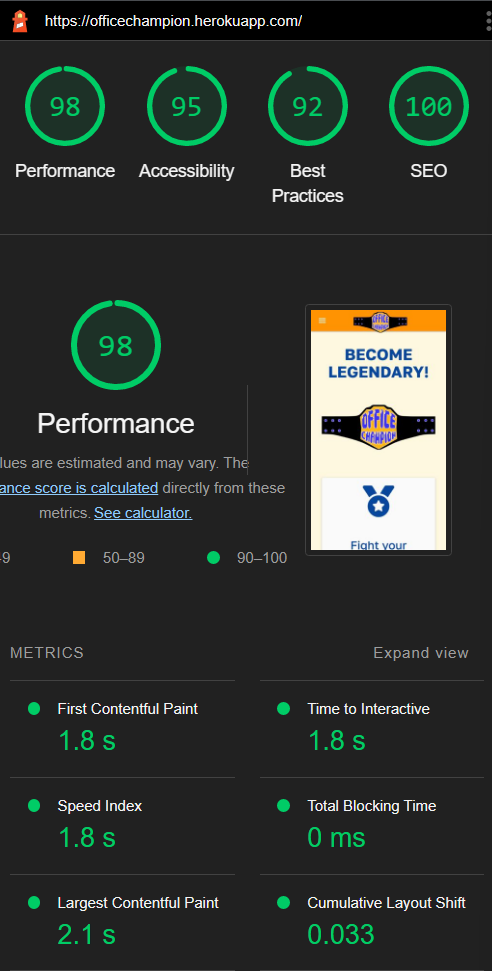 https://officechampion.herokuapp.com/
98
95
92
100
Performance
Accessibility
Best
Practices
SEO
98
Performance
lues are estimated and may vary. The
ance score is calculated directly from these
metrics. See calculator.
-9
50–89
90–100
OFFICE
CHAMPION
BECOME
LEGENDARY!
OFFICE
CHAMPION
Fight your
METRICS
Expand view
First Contentful Paint
1.8 s
Time to Interactive
1.8 s
Speed Index
1.8 s
Total Blocking Time
0 ms
Largest Contentful Paint
2.1 s
Cumulative Layout Shift
0.033